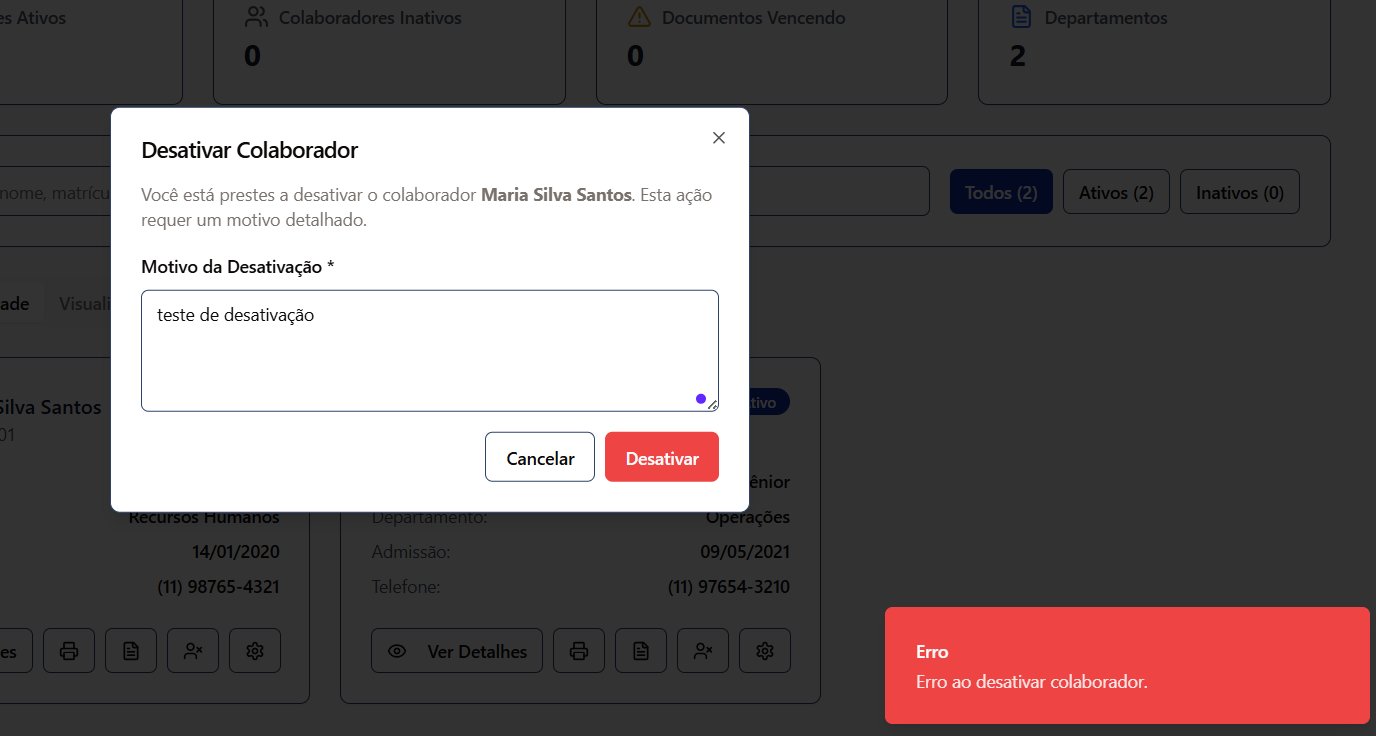 es Ativos
Colaboradores Inativos
Documentos Vencendo
Departamentos
0
0
2
Desativar Colaborador
Você está prestes a desativar o colaborador Maria Silva Santos. Esta ação
requer um motivo detalhado.
Motivo da Desativação *
teste de desativação
Cancelar
Desativar
nome, matrícu
Todos (2)
Ativos (2)
Inativos (0)
ade
Visuali
Silva Santos
01
tivo
ênior
Recursos Humanos
14/01/2020
(11) 98765-4321
es
Departamento:
Operações
Admissão:
09/05/2021
Telefone:
(11) 97654-3210
Ver Detalhes
Erro
Erro ao desativar colaborador.